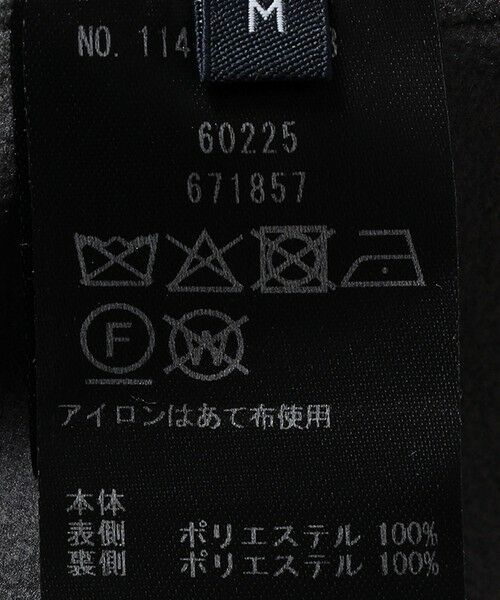 M
NO. 114
60225
671857
F
W
アイロンはあて布使用
本体
表側 ポリエステル 100%
裏側 ポリエステル 100%